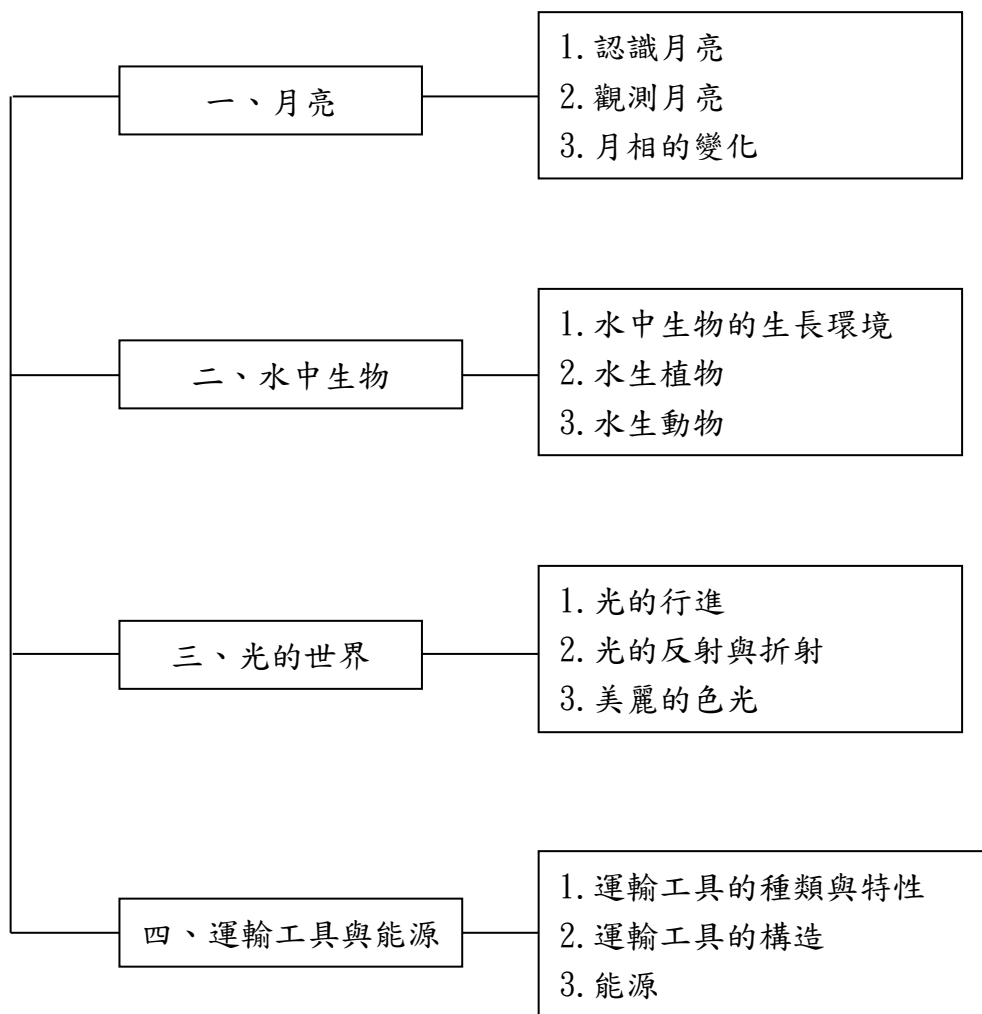 一、月亮
1.認識月亮
2.觀測月亮
3.月相的變化
二、水中生物
1.水中生物的生長環境
2.水生植物
3.水生動物
三、光的世界
1.光的行進
2.光的反射與折射
3.美麗的色光
四、運輸工具與能源
1.運輸工具的種類與特性
2.運輸工具的構造
3.能源